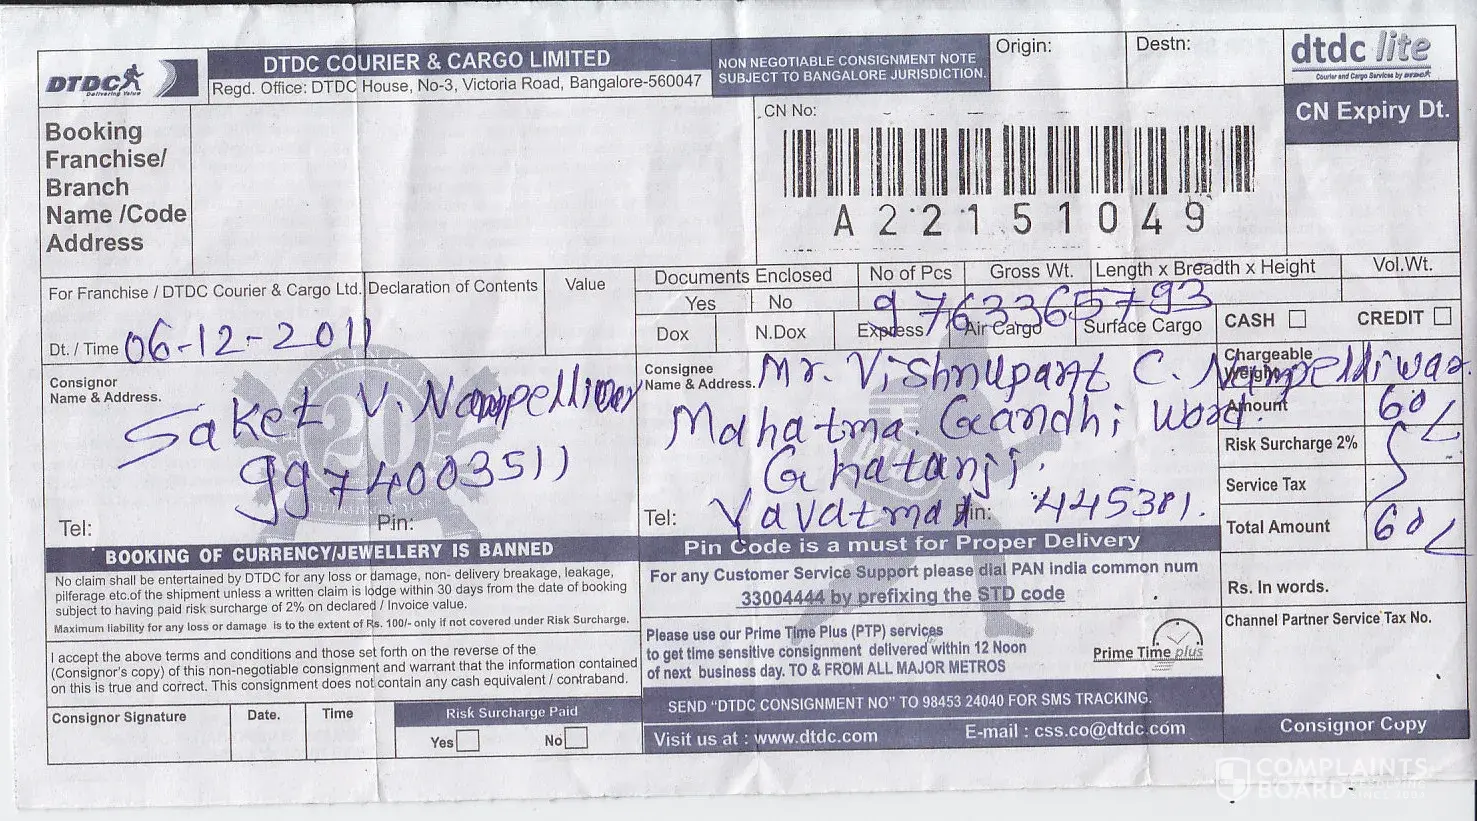 DTDC
Delivering Value
DTDC COURIER & CARGO LIMITED
Regd. Office: DTDC House, No-3, Victoria Road, Bangalore-560047
NON NEGOTIABLE CONSIGNMENT NOTE
SUBJECT TO BANGALORE JURISDICTION.
Origin:
Destn:
dtdc lite
Courier and Cargo Services by DTDC
CN Expiry Dt.
Booking
Franchise/
Branch
Name /Code
Address
CN No:
A22151049
For Franchise / DTDC Courier & Cargo Ltd.
Dt. / Time 06-12-2011
Declaration of Contents
Value
Documents Enclosed
Yes No
Dox N.Dox
No of Pcs
Gross Wt.
Length x Breadth x Height
Vol.Wt.
9763365793
Express Air Cargo Surface Cargo
CASH CREDIT
Consignor
Name & Address.
Saket V. Nampelliwar
9974003511
Tel: Pin:
Consignee
Name & Address. Mr. Vishnupant C. Nampelliwar
Mahatma Gandhi Word.
Ghatanji.
Tel: Yavatmal Pin: 445381.
Chargeable
Weight
Amount 60/
Risk Surcharge 2%
Service Tax
Total Amount 60/
Rs. In words.
Channel Partner Service Tax No.
BOOKING OF CURRENCY/JEWELLERY IS BANNED
No claim shall be entertained by DTDC for any loss or damage, non- delivery breakage, leakage,
pilferage etc.of the shipment unless a written claim is lodge within 30 days from the date of booking
subject to having paid risk surcharge of 2% on declared / Invoice value.
Maximum liability for any loss or damage is to the extent of Rs. 100/- only if not covered under Risk Surcharge.
I accept the above terms and conditions and those set forth on the reverse of the
(Consignor's copy) of this non-negotiable consignment and warrant that the information contained
on this is true and correct. This consignment does not contain any cash equivalent / contraband.
Consignor Signature
Date.
Time
Risk Surcharge Paid
Yes No
Pin Code is a must for Proper Delivery
For any Customer Service Support please dial PAN India common num
33004444 by prefixing the STD code
Please use our Prime Time Plus (PTP) services
to get time sensitive consignment delivered within 12 Noon
of next business day. TO & FROM ALL MAJOR METROS
Prime Time plus
SEND "DTDC CONSIGNMENT NO" TO 98453 24040 FOR SMS TRACKING.
Visit us at : www.dtdc.com E-mail : css.co@dtdc.com
Consignor Copy
20
COMPLAINTS
BOARD